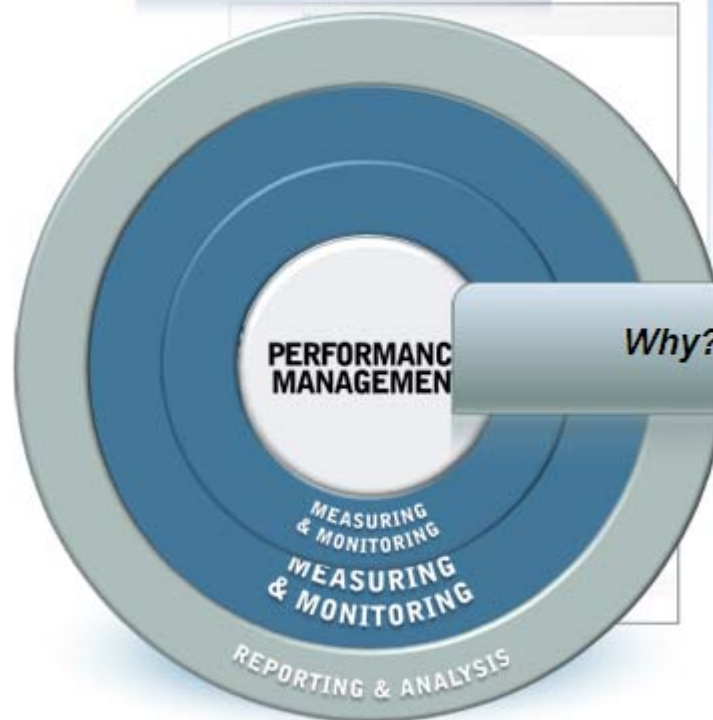 Why?
PERFORMANC
MANAGEMEN
MEASURING
& MONITORING
MEASURING
& MONITORING
REPORTING & ANALYSIS